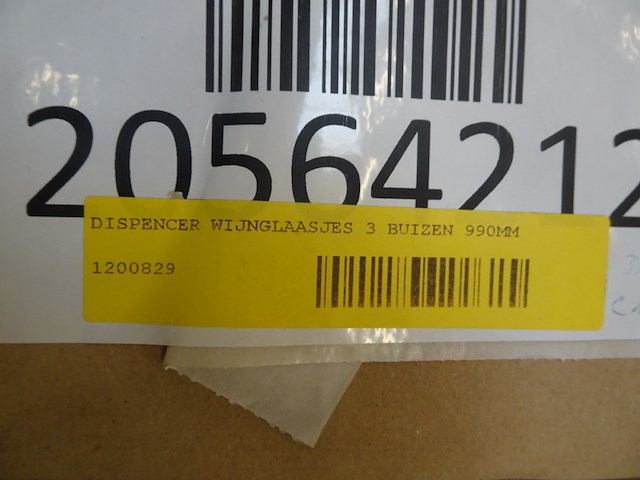 20564212
DISPENCER WIJNGLAASJES 3 BUIZEN 990MM
1200829